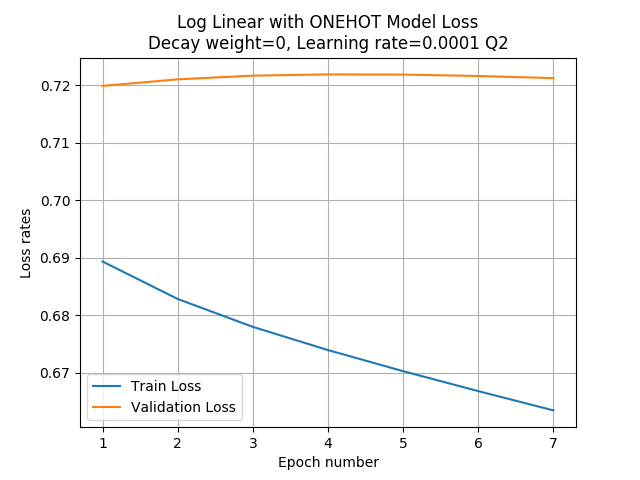 Log Linear with ONEHOT Model Loss
Decay weight=0, Learning rate=0.0001 Q2
0.72
0.71
0.70
0.69
0.68
0.67
Loss rates
Train Loss
Validation Loss
1 2 3 4 5 6 7
Epoch number